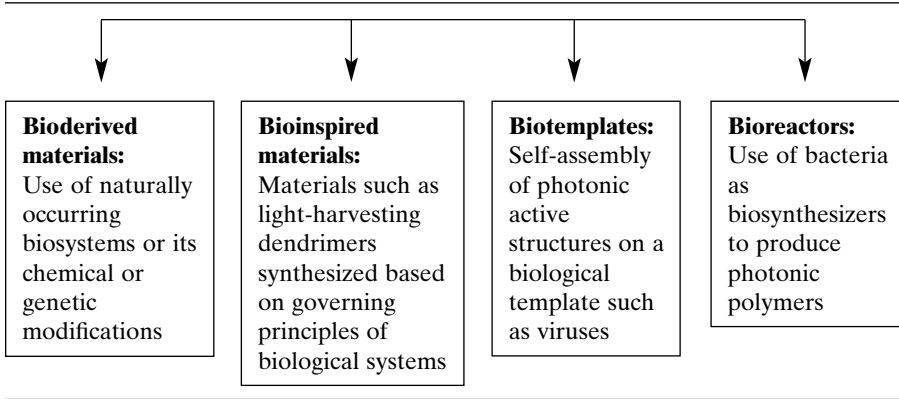 Bioderived
materials:
Use of naturally
occurring
biosystems or its
chemical or
genetic
modifications
Bioinspired
materials:
Materials such as
light-harvesting
dendrimers
synthesized based
on governing
principles of
biological systems
Biotemplates:
Self-assembly
of photonic
active
structures on a
biological
template such
as viruses
Bioreactors:
Use of bacteria
as
biosynthesizers
to produce
photonic
polymers